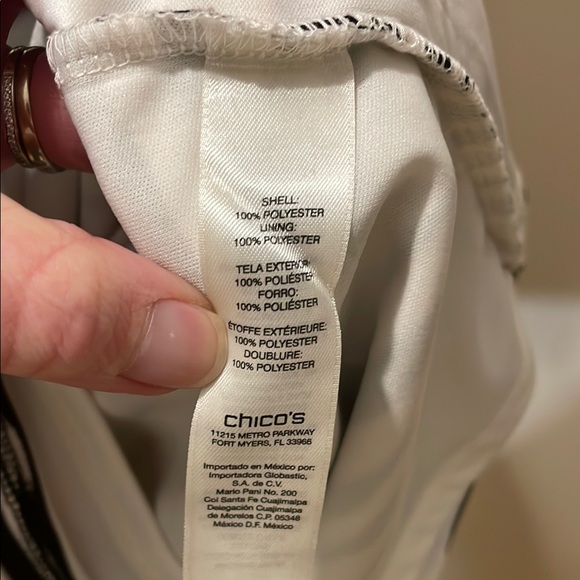 SHELL:
100% POLYESTER
LINING:
100% POLYESTER
TELA EXTERIOR:
100% POLIÉSTER
FORRO:
100% POLIÉSTER
ÉTOFFE EXTÉRIEURE:
100% POLYESTER
DOUBLURE:
100% POLYESTER
chico's
11215 METRO PARKWAY
FORT MYERS, FL 33966
Importado en México por:
Importadora Globastic,
S.A. de C.V.
Mario Pani No. 200
Col Santa Fe Cuajimalpa
Delegación Cuajimalpa
de Morelos C.P. 05348
México D.F. México